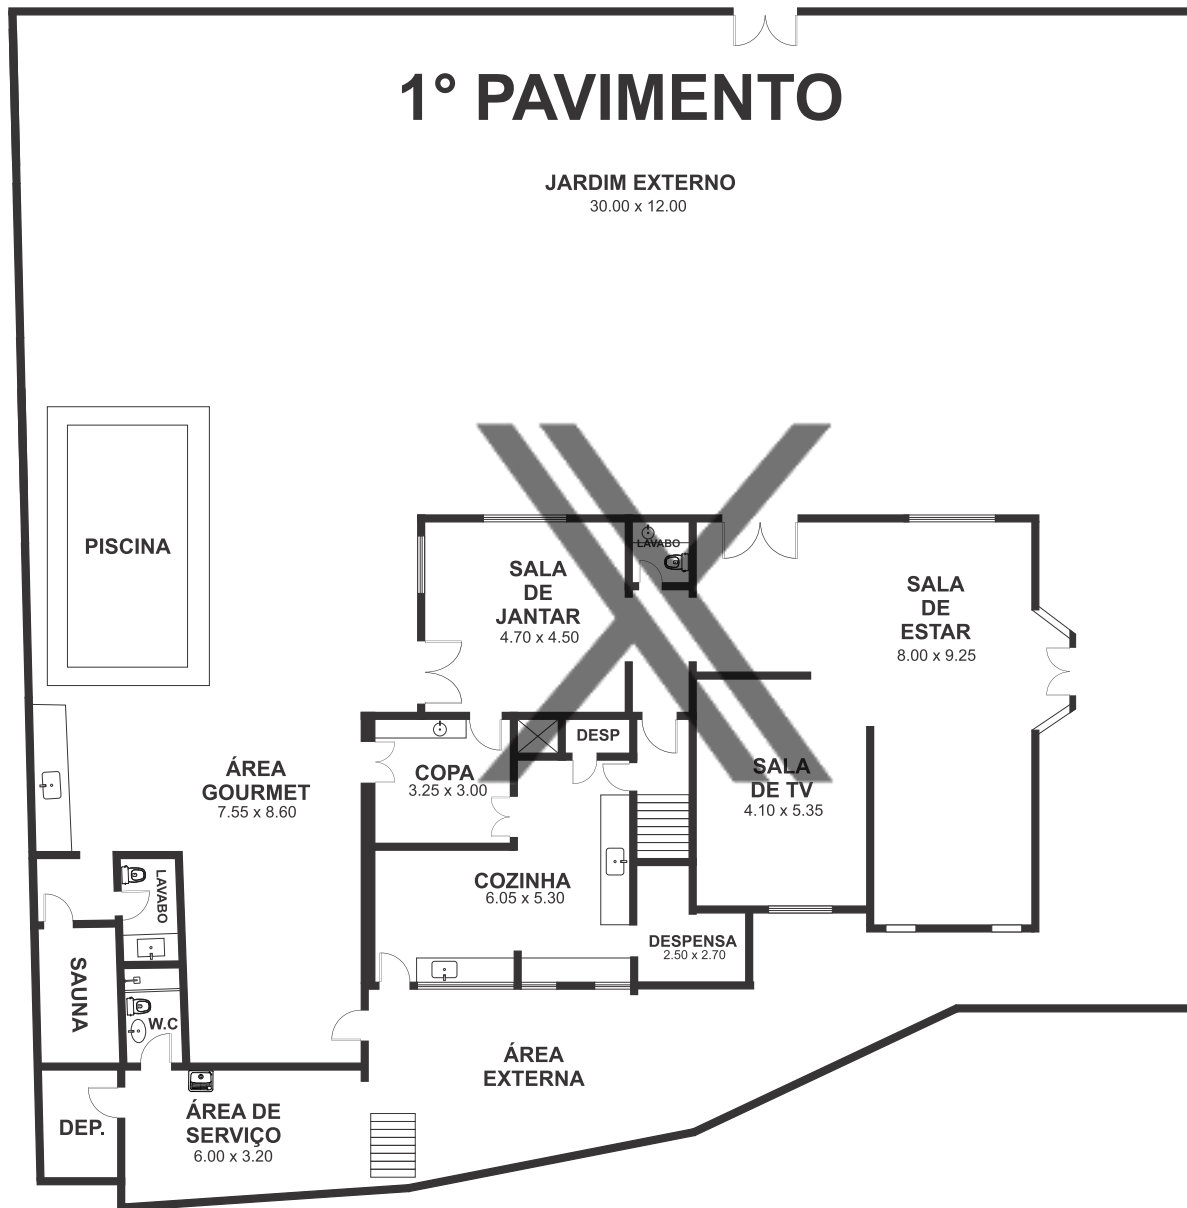 1° PAVIMENTO
JARDIM EXTERNO
30.00 x 12.00
PISCINA
LAVABO
SALA
DE
JANTAR
4.70 x 4.50
SALA
DE
ESTAR
8.00 x 9.25
DESP
ÁREA
GOURMET
7.55 x 8.60
COPA
3.25 x 3.00
SALA
DE TV
4.10 x 5.35
LAVABO
COZINHA
6.05 x 5.30
DESPENSA
2.50 x 2.70
SAUNA
W.C
ÁREA
EXTERNA
DEP.
ÁREA DE
SERVIÇO
6.00 x 3.20